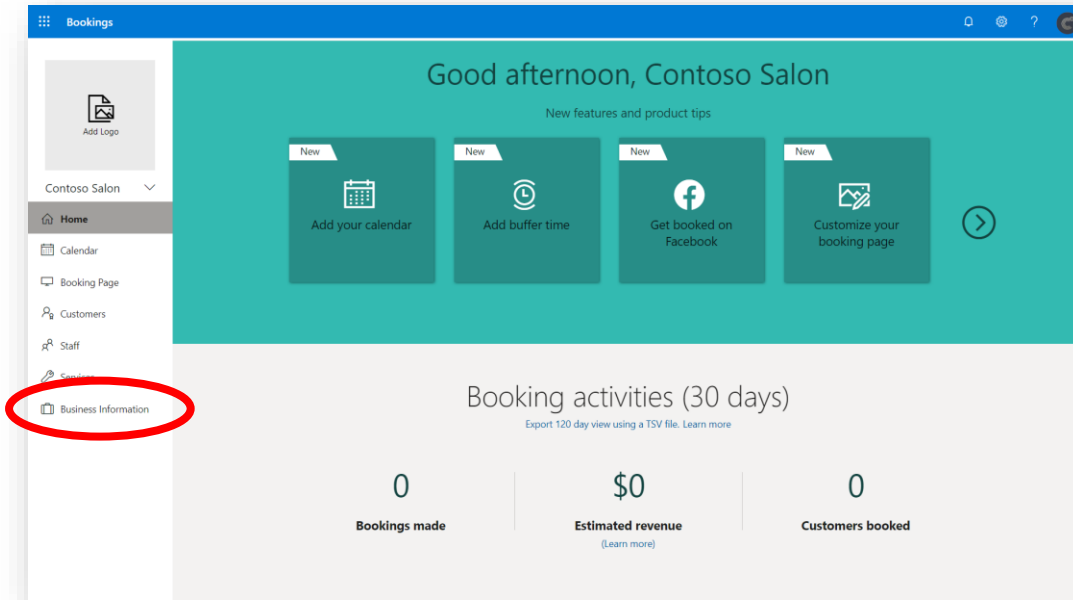 Bookings
?
Add Logo
Contoso Salon
Home
Calendar
Booking Page
Customers
Staff
Services
Business Information
Good afternoon, Contoso Salon
New features and product tips
New
Add your calendar
New
Add buffer time
New
Get booked on
Facebook
New
Customize your
booking page
Booking activities (30 days)
Export 120 day view using a TSV file. Learn more
0
Bookings made
$0
Estimated revenue
(Learn more)
0
Customers booked